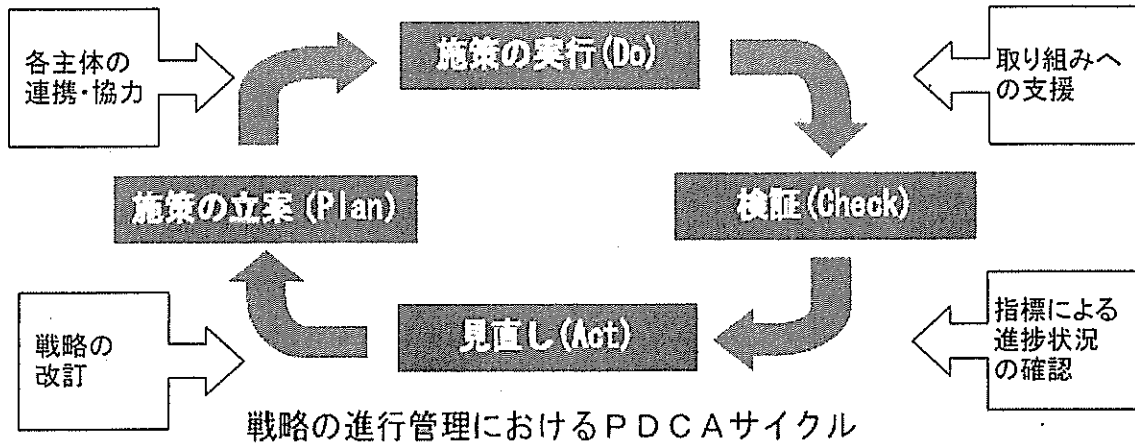 各主体の
連携・協力
施策の実行(Do)
取り組みへ
の支援
施策の立案(Plan)
検証(Check)
戦略の
改訂
見直し(Act)
指標による
進捗状況
の確認
戦略の進行管理におけるPDCAサイクル